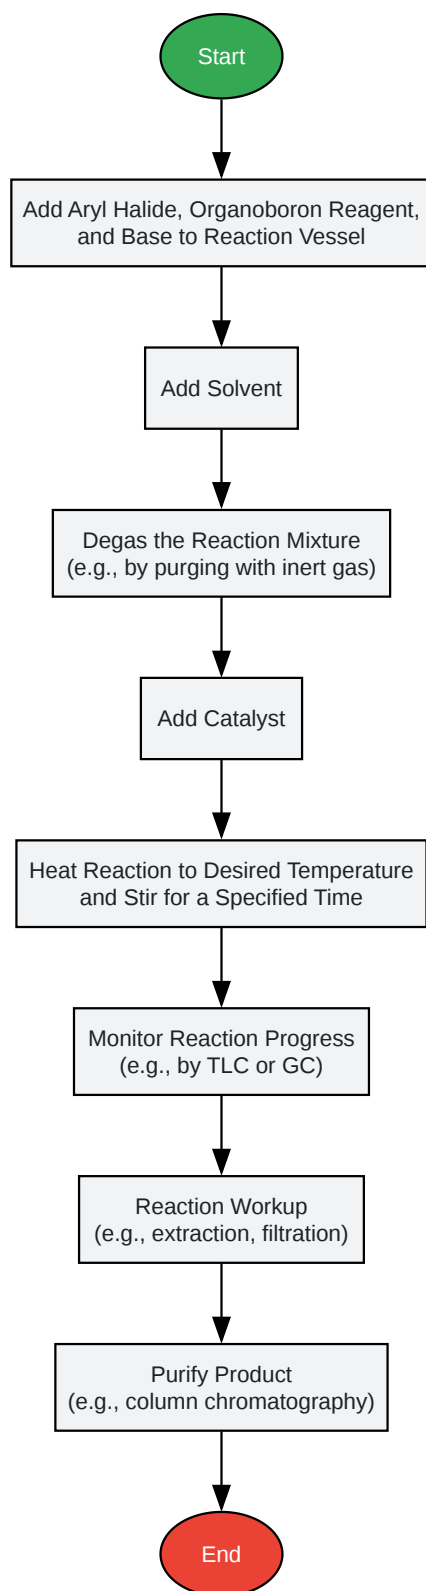 Start
Add Aryl Halide, Organoboron Reagent,
and Base to Reaction Vessel
Add Solvent
Degas the Reaction Mixture
(e.g., by purging with inert gas)
Add Catalyst
Heat Reaction to Desired Temperature
and Stir for a Specified Time
Monitor Reaction Progress
(e.g., by TLC or GC)
Reaction Workup
(e.g., extraction, filtration)
Purify Product
(e.g., column chromatography)
End